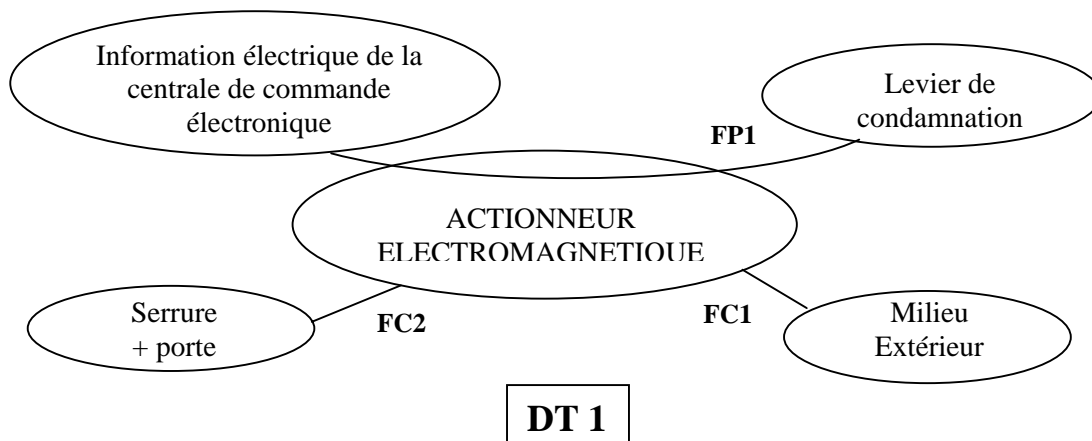 Information électrique de la
centrale de commande
électronique
Levier de
condamnation
FP1
ACTIONNEUR
ELECTROMAGNETIQUE
Serrure
+ porte
FC2
FC1
Milieu
Extérieur
DT 1